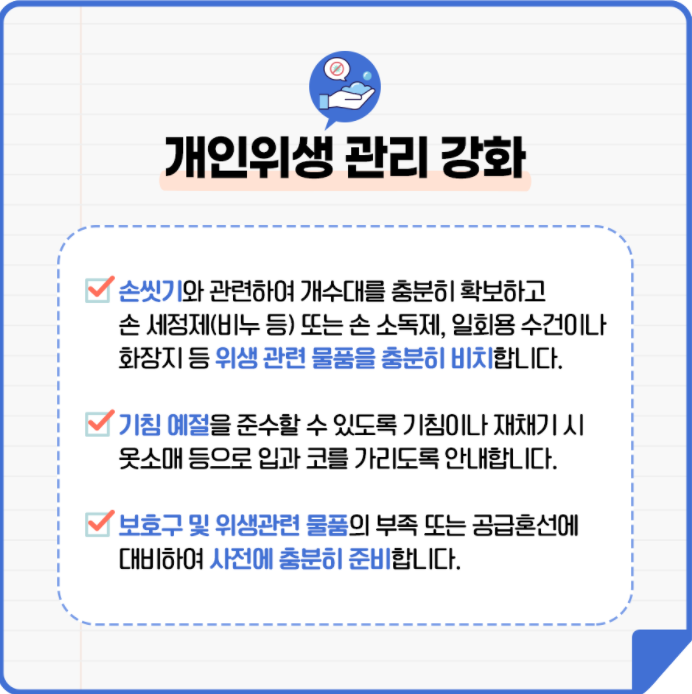 개인위생 관리 강화
손씻기와 관련하여 개수대를 충분히 확보하고
손 세정제(비누 등) 또는 손 소독제, 일회용 수건이나
화장지 등 위생 관련 물품을 충분히 비치합니다.
기침 예절을 준수할 수 있도록 기침이나 재채기 시
옷소매 등으로 입과 코를 가리도록 안내합니다.
보호구 및 위생관련 물품의 부족 또는 공급혼선에
대비하여 사전에 충분히 준비합니다.